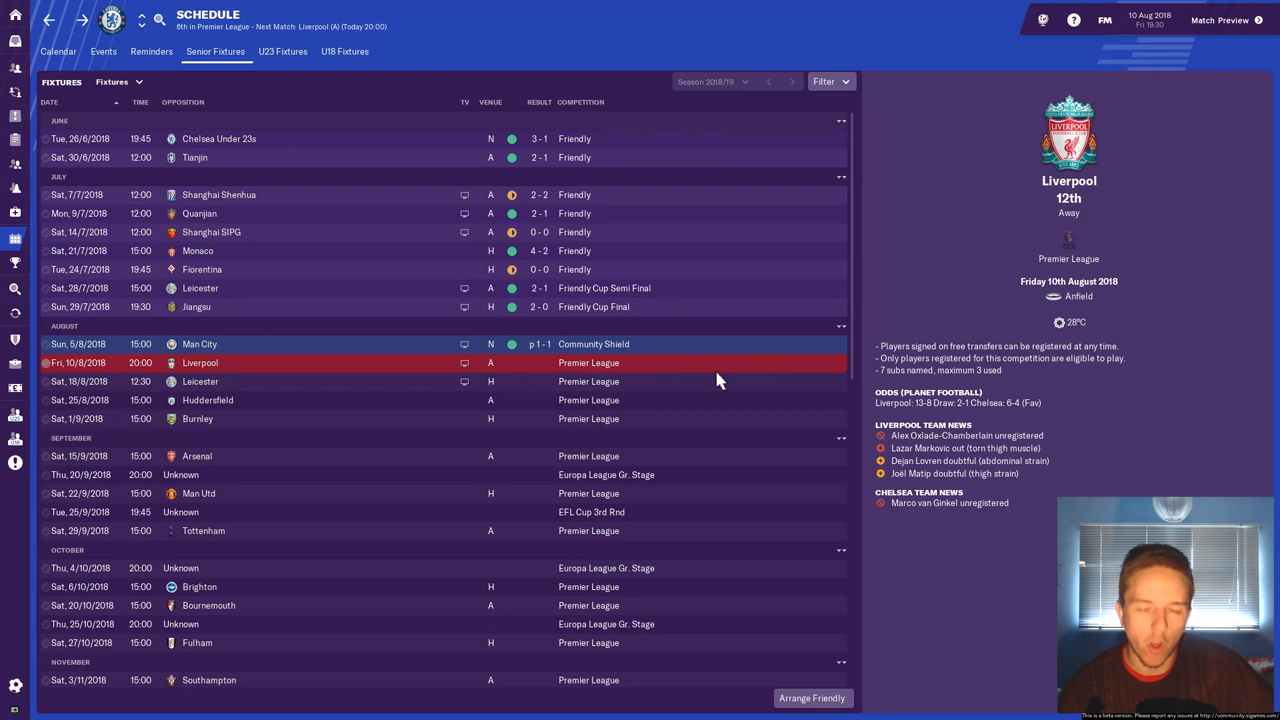 SCHEDULE
6th in Premier League - Next Match: Liverpool (A) (Today 20:00)
FM
10 Aug 2018
Fri 19:30
Match Preview
Calendar Events Reminders Senior Fixtures U23 Fixtures U18 Fixtures
FIXTURES Fixtures Season 2018/19 Filter
DATE TIME OPPOSITION TV VENUE RESULT COMPETITION
JUNE
Tue, 26/6/2018 19:45 Chelsea Under 23s N 3 - 1 Friendly
Sat, 30/6/2018 12:00 Tianjin A 2 - 1 Friendly
JULY
Sat, 7/7/2018 12:00 Shanghai Shenhua A 2 - 2 Friendly
Mon, 9/7/2018 12:00 Quanjian A 2 - 1 Friendly
Sat, 14/7/2018 12:00 Shanghai SIPG A 0 - 0 Friendly
Sat, 21/7/2018 15:00 Monaco H 4 - 2 Friendly
Tue, 24/7/2018 19:45 Fiorentina H 0 - 0 Friendly
Sat, 28/7/2018 15:00 Leicester A 2 - 1 Friendly Cup Semi Final
Sun, 29/7/2018 19:30 Jiangsu H 2 - 0 Friendly Cup Final
AUGUST
Sun, 5/8/2018 15:00 Man City N p 1 - 1 Community Shield
Fri, 10/8/2018 20:00 Liverpool A Premier League
Sat, 18/8/2018 12:30 Leicester H Premier League
Sat, 25/8/2018 15:00 Huddersfield A Premier League
Sat, 1/9/2018 15:00 Burnley H Premier League
SEPTEMBER
Sat, 15/9/2018 15:00 Arsenal A Premier League
Thu, 20/9/2018 20:00 Unknown Europa League Gr. Stage
Sat, 22/9/2018 15:00 Man Utd H Premier League
Tue, 25/9/2018 19:45 Unknown EFL Cup 3rd Rnd
Sat, 29/9/2018 15:00 Tottenham A Premier League
OCTOBER
Thu, 4/10/2018 20:00 Unknown Europa League Gr. Stage
Sat, 6/10/2018 15:00 Brighton H Premier League
Sat, 20/10/2018 15:00 Bournemouth A Premier League
Thu, 25/10/2018 20:00 Unknown Europa League Gr. Stage
Sat, 27/10/2018 15:00 Fulham H Premier League
NOVEMBER
Sat, 3/11/2018 15:00 Southampton A Premier League
Arrange Friendly
Liverpool
12th
Away
Premier League
Friday 10th August 2018
Anfield
28°C
- Players signed on free transfers can be registered at any time.
- Only players registered for this competition are eligible to play.
- 7 subs named, maximum 3 used
ODDS (PLANET FOOTBALL)
Liverpool: 13-8 Draw: 2-1 Chelsea: 6-4 (Fav)
LIVERPOOL TEAM NEWS
Alex Oxlade-Chamberlain unregistered
Lazar Markovic out (torn thigh muscle)
Dejan Lovren doubtful (abdominal strain)
Joël Matip doubtful (thigh strain)
CHELSEA TEAM NEWS
Marco van Ginkel unregistered
This is a beta version. Please report any issues at http://community.sigames.com/